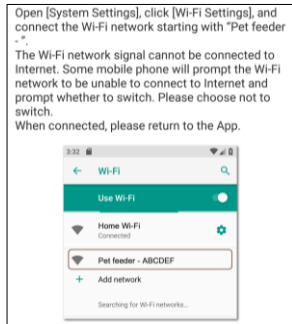 Open [System Settings], click [Wi-Fi Settings], and
connect the Wi-Fi network starting with "Pet feeder
- ".
The Wi-Fi network signal cannot be connected to
Internet. Some mobile phone will prompt the Wi-Fi
network to be unable to connect to Internet and
prompt whether to switch. Please choose not to
switch.
When connected, please return to the App.
3:32
Wi-Fi
Use Wi-Fi
Home Wi-Fi
Connected
Pet feeder - ABCDEF
Add network
Searching for Wi-Fi networks...